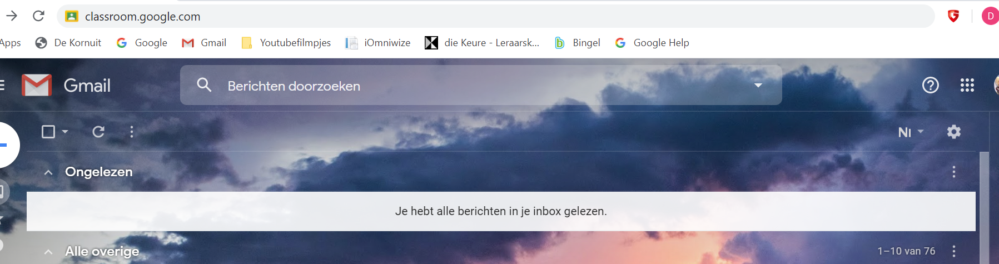 classroom.google.com
D
Apps De Kornuit Google Gmail Youtubefilmpjes iOmniwize die Keure - Leraarsk... Bingel Google Help
Gmail Berichten doorzoeken
Ongelezen
Je hebt alle berichten in je inbox gelezen.
Alle overige 1–10 van 76